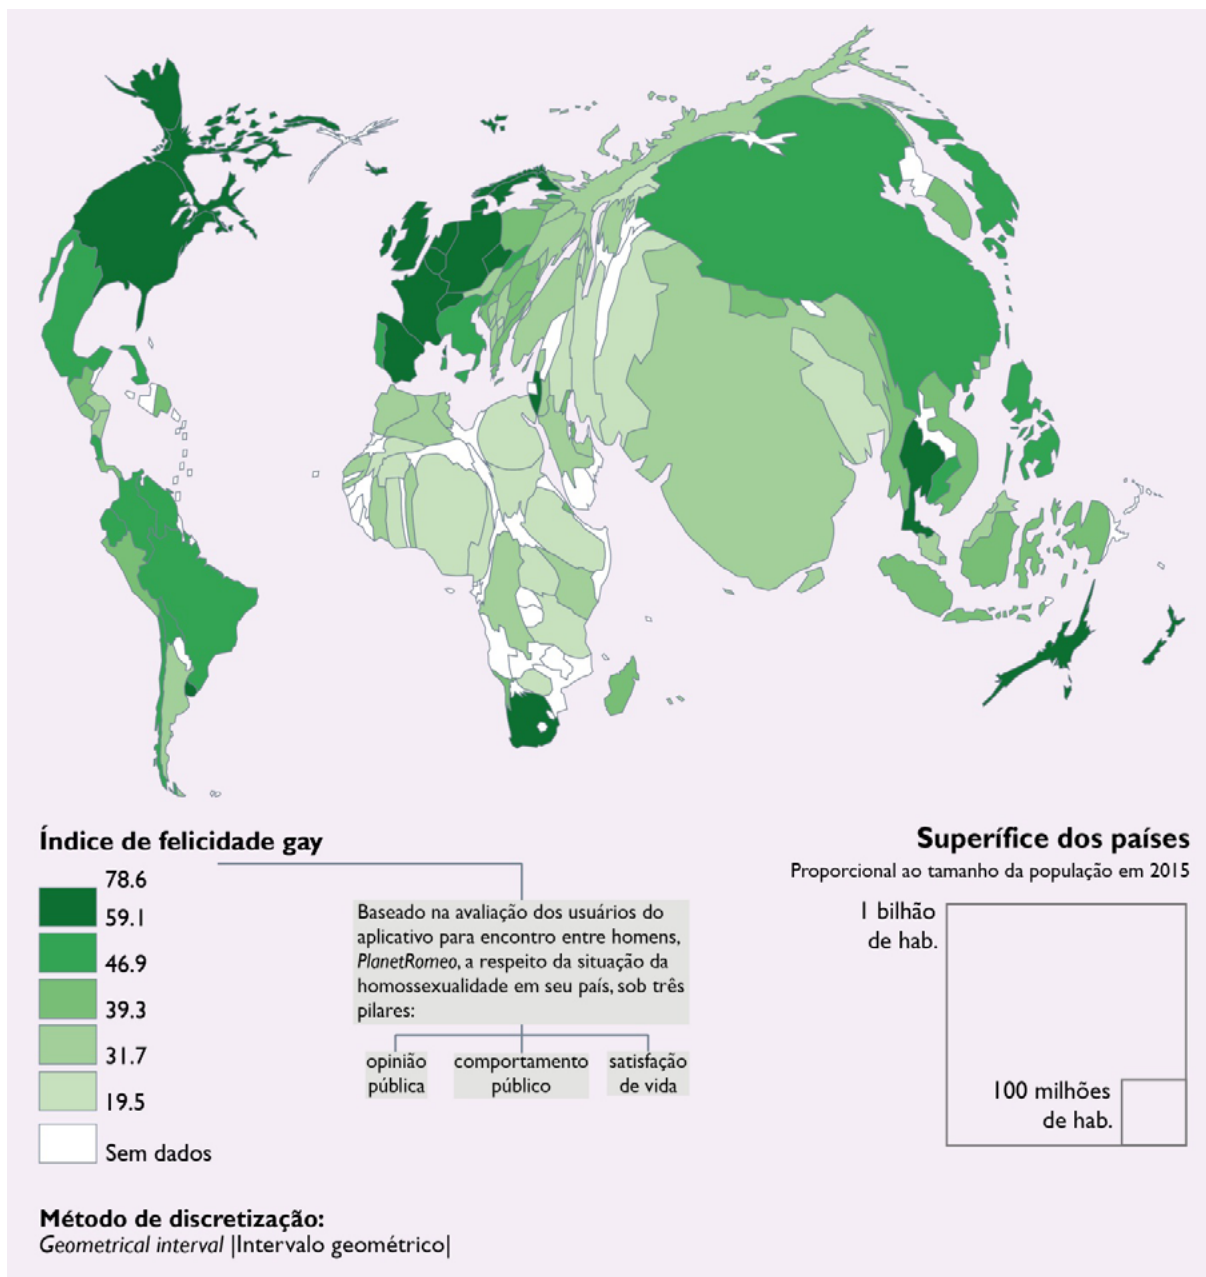 Índice de felicidade gay
78.6
59.1
46.9
39.3
31.7
19.5
Sem dados
Baseado na avaliação dos usuários do
aplicativo para encontro entre homens,
PlanetRomeo, a respeito da situação da
homossexualidade em seu país, sob três
pilares:
opinião
pública
comportamento
público
satisfação
de vida
Superífice dos países
Proporcional ao tamanho da população em 2015
1 bilhão
de hab.
100 milhões
de hab.
Método de discretização:
Geometrical interval |Intervalo geométrico|